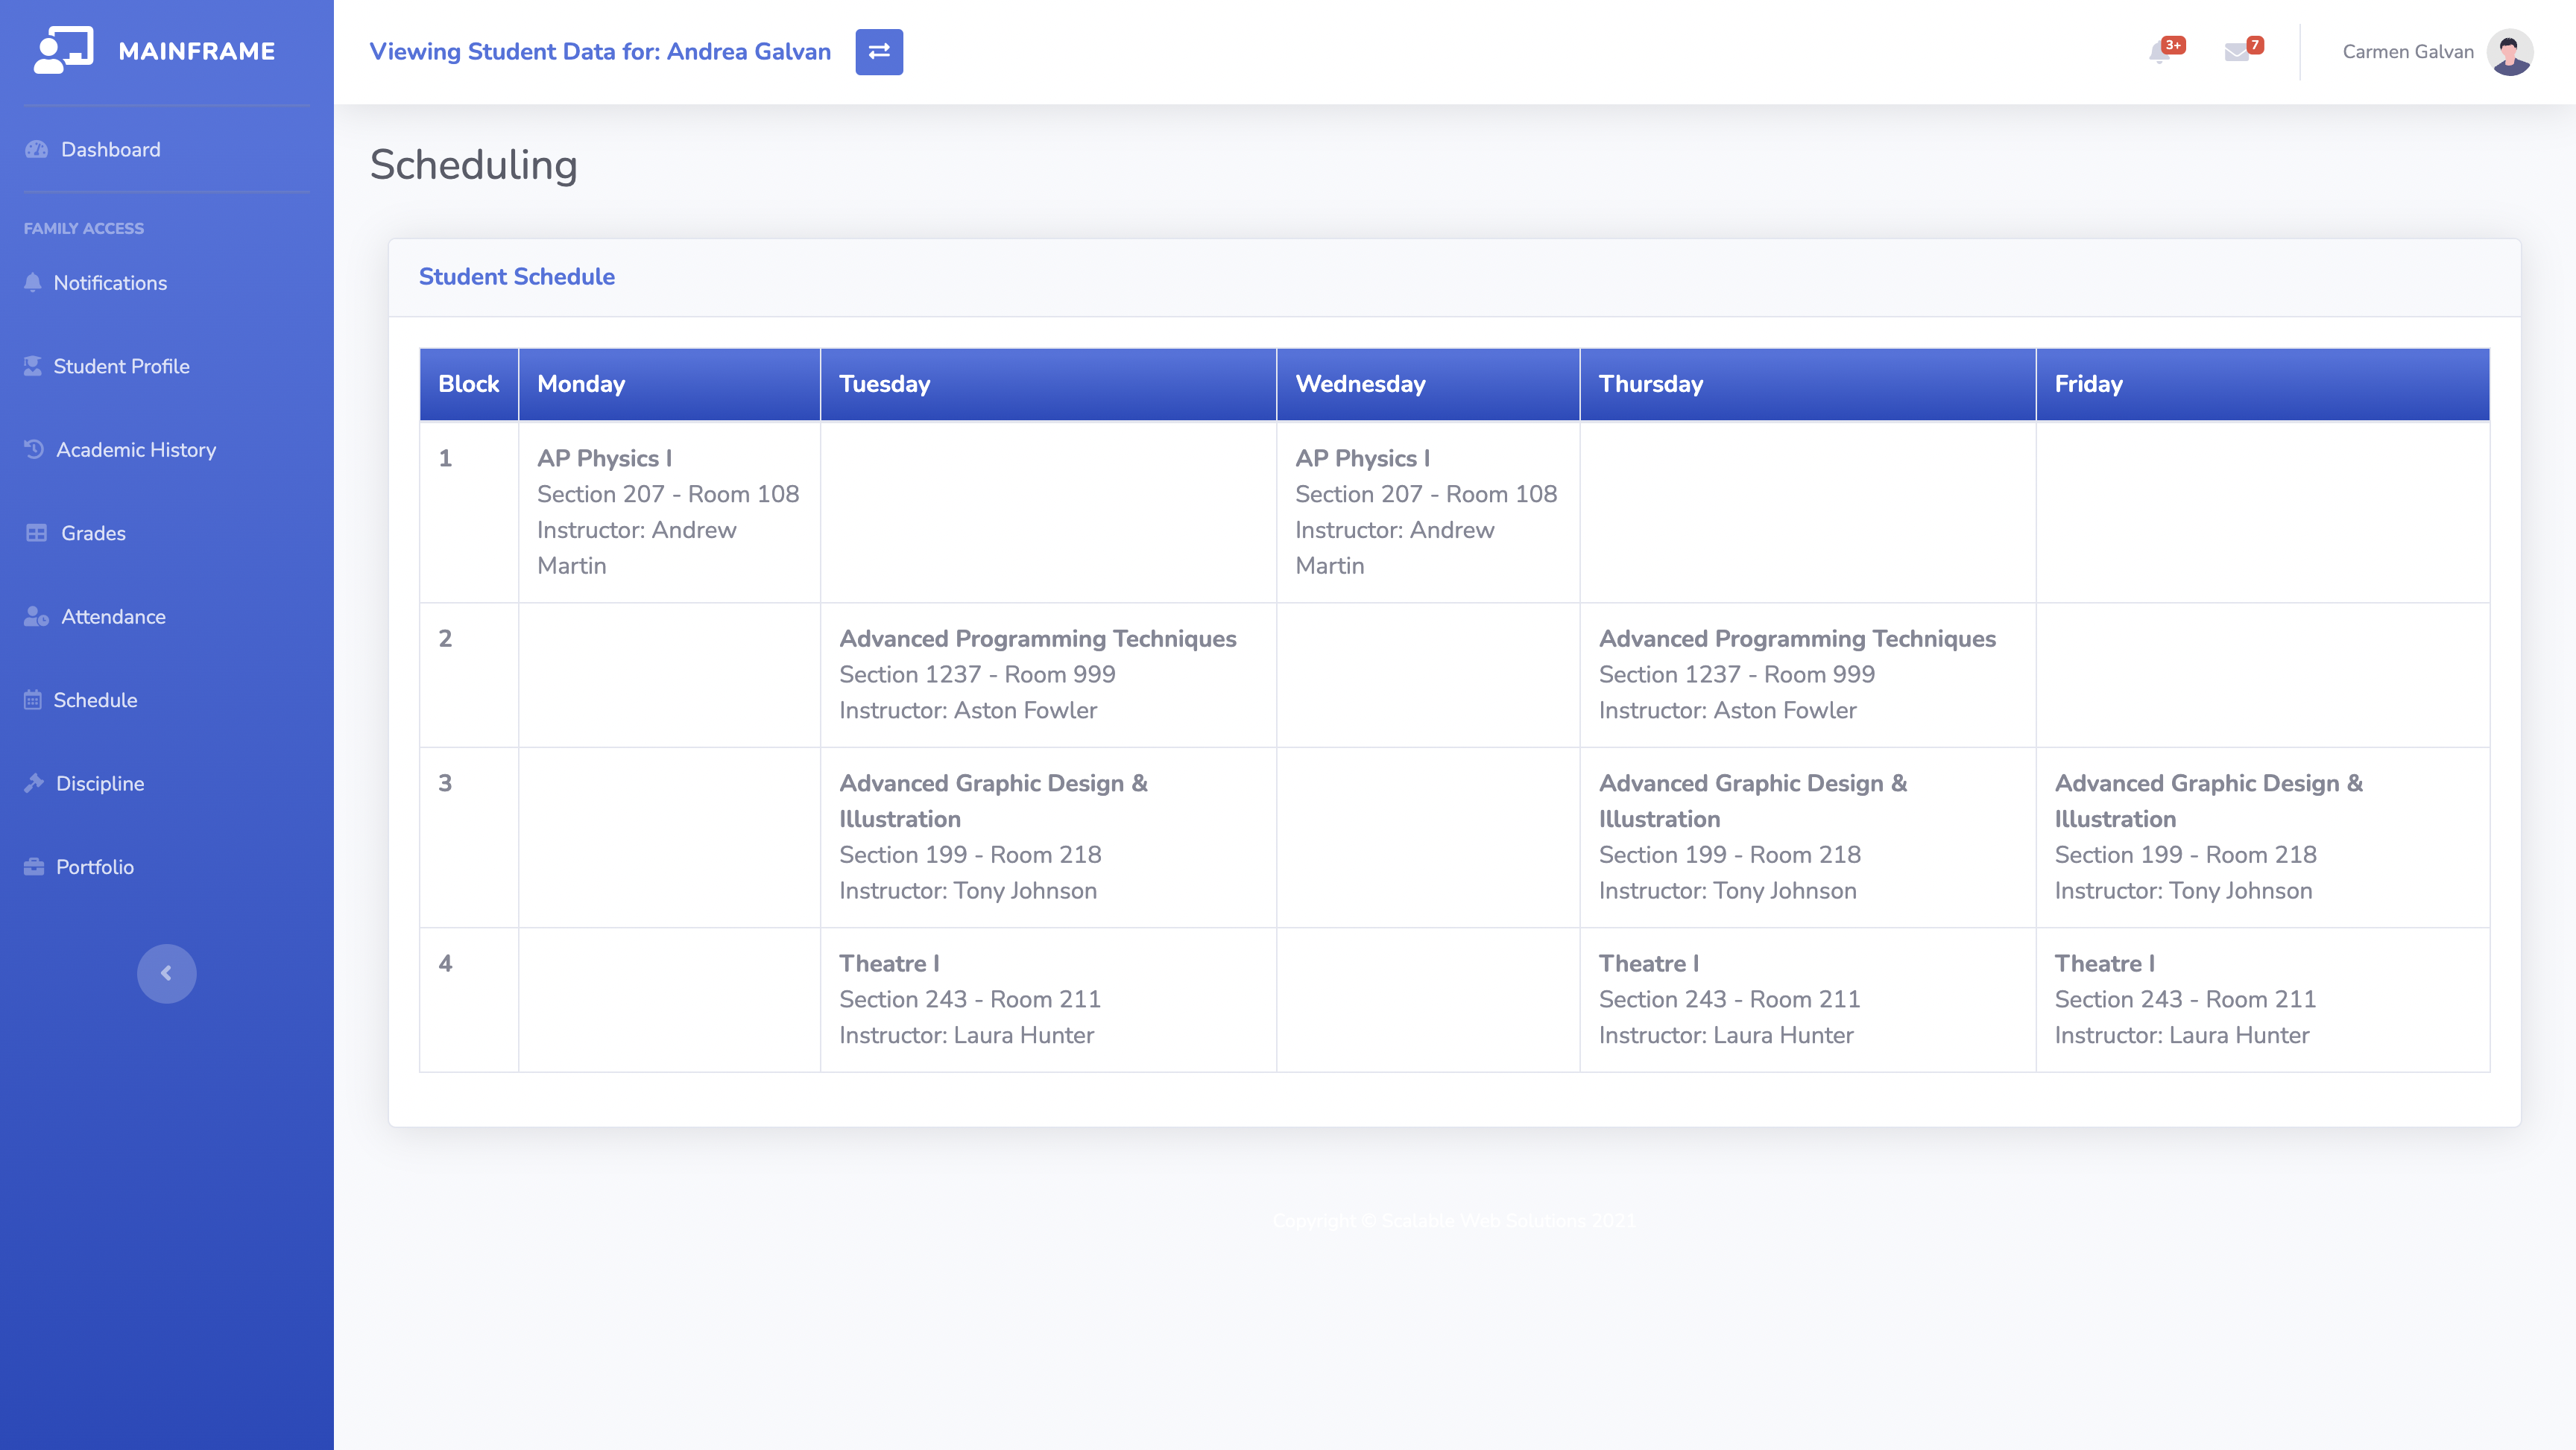 MAINFRAME
Viewing Student Data for: Andrea Galvan
3+
7
Carmen Galvan
Dashboard
FAMILY ACCESS
Notifications
Student Profile
Academic History
Grades
Attendance
Schedule
Discipline
Portfolio
Scheduling
Student Schedule
Block Monday Tuesday Wednesday Thursday Friday
1
AP Physics I
Section 207 - Room 108
Instructor: Andrew
Martin
AP Physics I
Section 207 - Room 108
Instructor: Andrew
Martin
2
Advanced Programming Techniques
Section 1237 - Room 999
Instructor: Aston Fowler
Advanced Programming Techniques
Section 1237 - Room 999
Instructor: Aston Fowler
3
Advanced Graphic Design &
Illustration
Section 199 - Room 218
Instructor: Tony Johnson
Advanced Graphic Design &
Illustration
Section 199 - Room 218
Instructor: Tony Johnson
Advanced Graphic Design &
Illustration
Section 199 - Room 218
Instructor: Tony Johnson
4
Theatre I
Section 243 - Room 211
Instructor: Laura Hunter
Theatre I
Section 243 - Room 211
Instructor: Laura Hunter
Theatre I
Section 243 - Room 211
Instructor: Laura Hunter
Copyright © Scalable Web Solutions 2021